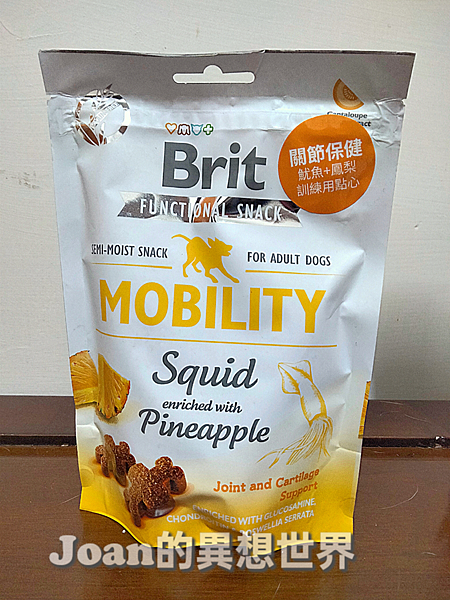 Cantaloupe
Brit
關節保健
魷魚+鳳梨
訓練用點心
FUNCTIONAL SNACK
SEMI-MOIST SNACK
FOR ADULT DOGS
MOBILITY
Squid
enriched with
Pineapple
Joint and Cartilage
Support
ENRICHED WITH GLUCOSAMINE,
BOSWELLIA SERRATA
Joan的異想世界